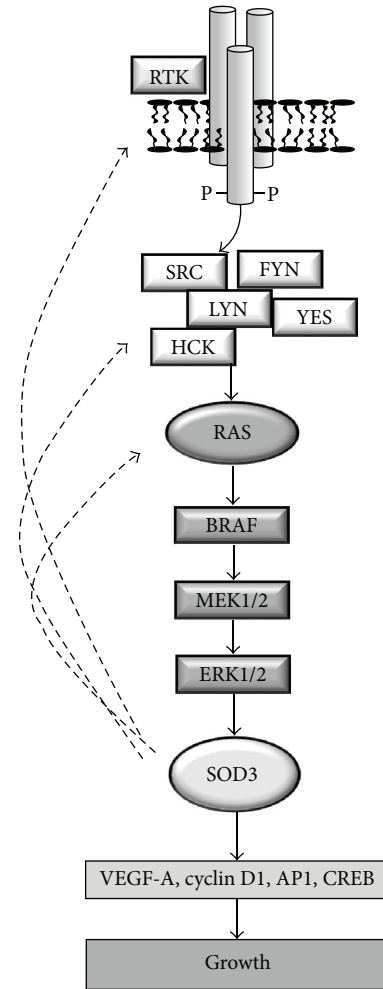 RTK
P
P
SRC
FYN
LYN
YES
HCK
RAS
BRAF
MEK1/2
ERK1/2
SOD3
VEGF-A, cyclin D1, AP1, CREB
Growth